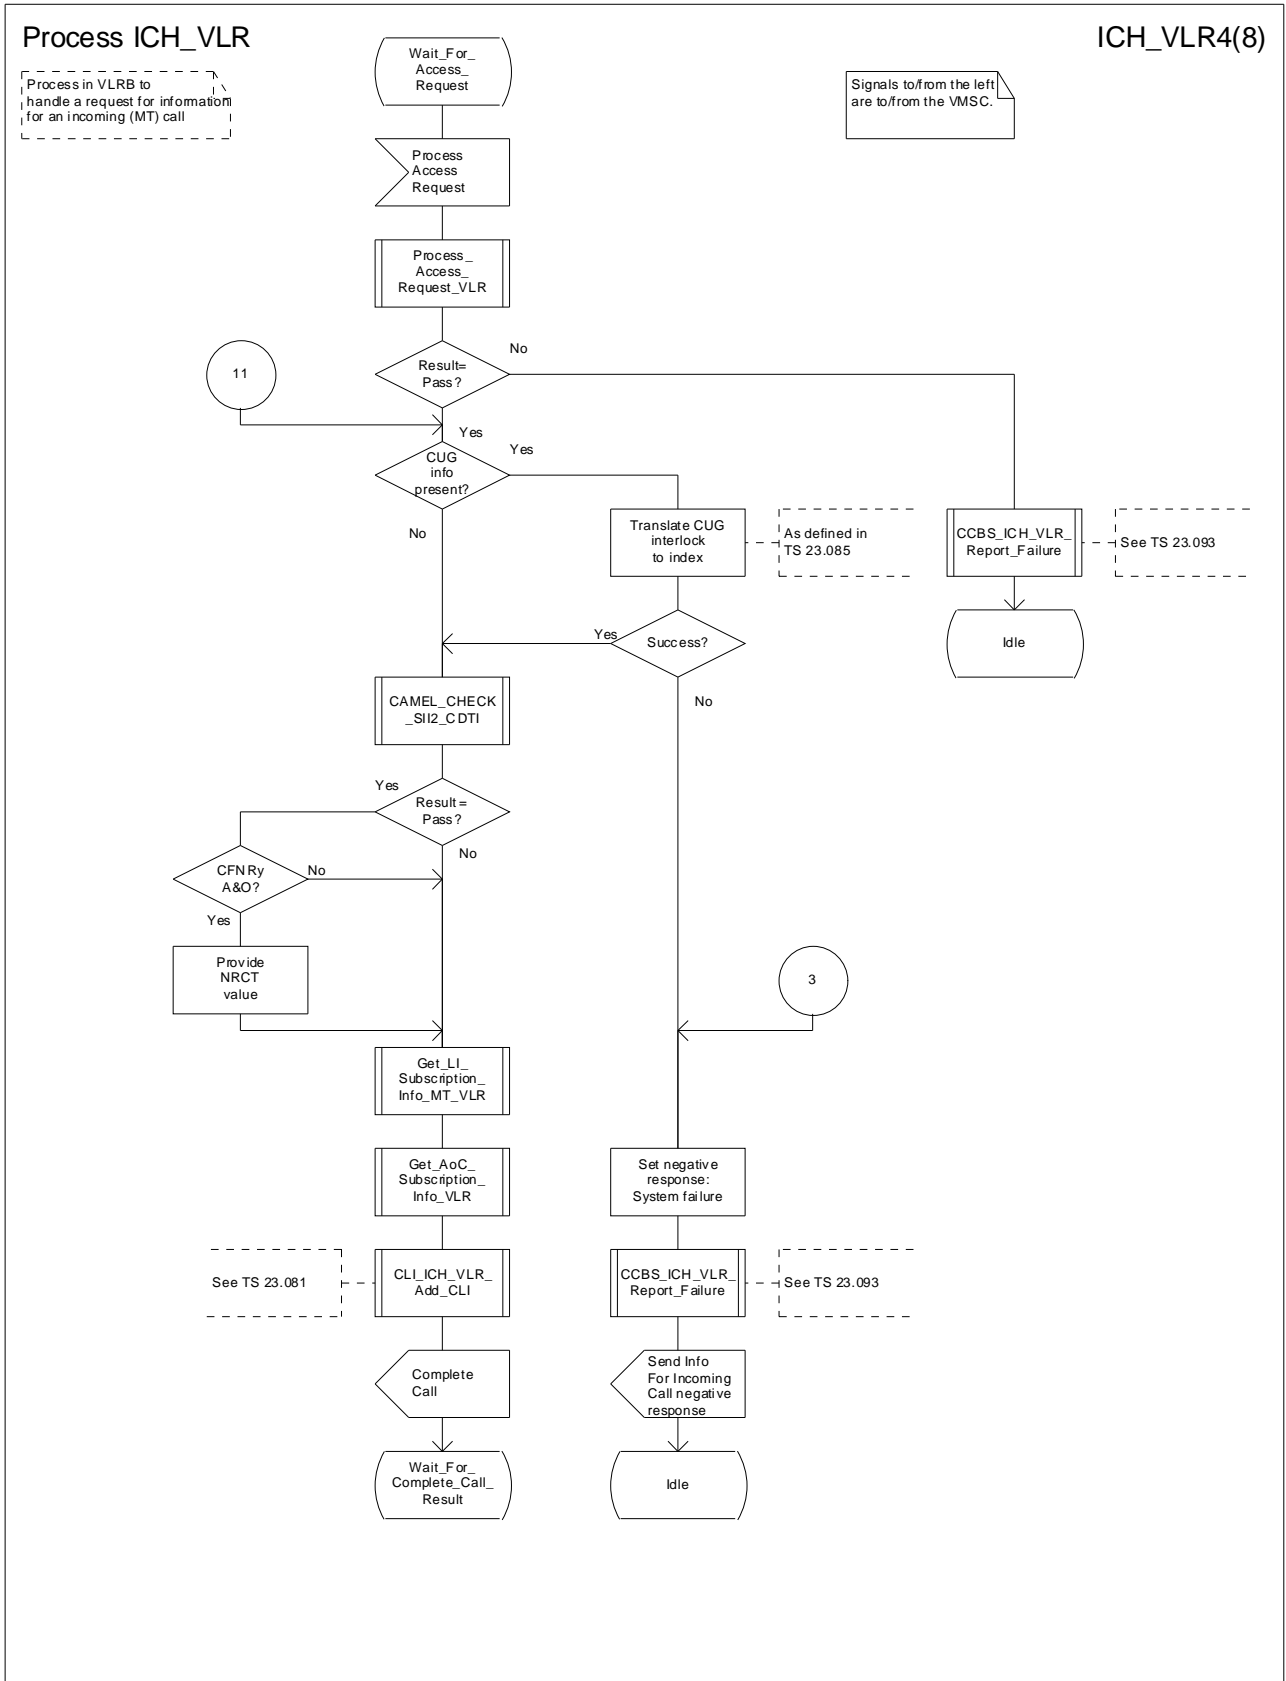 Process ICH_VLR
ICH_VLR4(8)
Process in VLRB to
handle a request for information
for an incoming (MT) call
Wait_For_
Access_
Request
Signals to/from the left
are to/from the VMSC.
Process
Access
Request
Process_
Access_
Request_VLR
No
11
Result=
Pass?
Yes
Yes
CUG
info
present?
No
Translate CUG
interlock
to index
As defined in
TS 23.085
CCBS_ICH_VLR_
Report_Failure
See TS 23.093
Yes
Success?
Idle
No
CAMEL_CHECK
_SII2_CDTI
Yes
Result=
Pass?
No
CFNRy
A&O?
No
Yes
Provide
NRCT
value
3
Get_LI_
Subscription_
Info_MT_VLR
Get_AoC_
Subscription_
Info_VLR
Set negative
response:
System failure
See TS 23.081
CLI_ICH_VLR_
Add_CLI
CCBS_ICH_VLR_
Report_Failure
See TS 23.093
Complete
Call
Send Info
For Incoming
Call negative
response
Wait_For_
Complete_Call_
Result
Idle